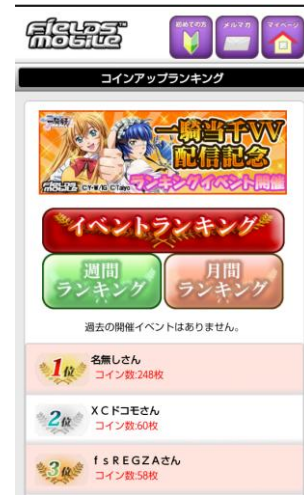 FIELDS
MOBILE
初めての方
メルマガ
マイページ
コインアップランキング
一騎当千VV
配信記念
ランキングイベント開催
イベントランキング
週間
ランキング
月間
ランキング
過去の開催イベントはありません。
1位
名無しさん
コイン数:248枚
2位
XCドコモさん
コイン数:60枚
3位
fsREGZAさん
コイン数:58枚